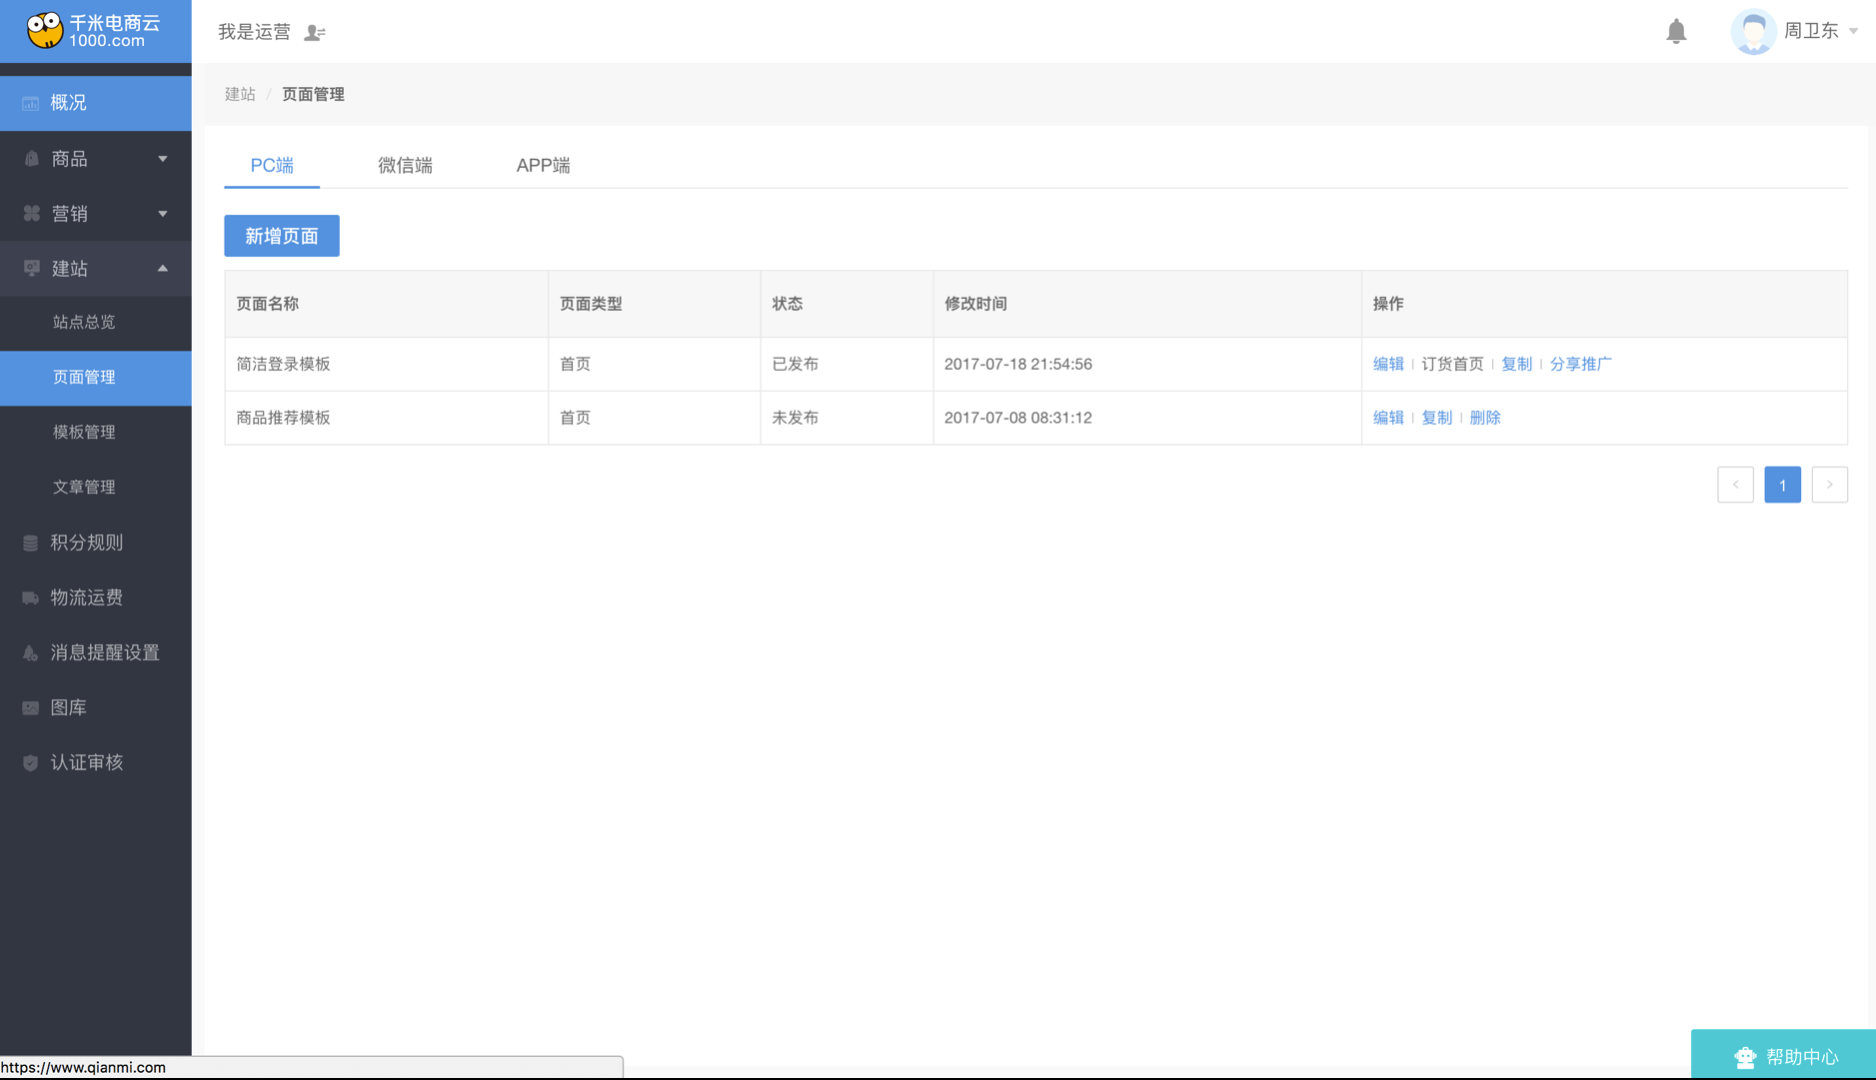 千米电商云
1000.com
我是运营
周卫东
概况
商品
营销
建站
站点总览
页面管理
模板管理
文章管理
积分规则
物流运费
消息提醒设置
图库
认证审核
建站 / 页面管理
PC端 微信端 APP端
新增页面
页面名称 页面类型 状态 修改时间 操作
简洁登录模板 首页 已发布 2017-07-18 21:54:56 编辑 | 订货首页 | 复制 | 分享推广
商品推荐模板 首页 未发布 2017-07-08 08:31:12 编辑 | 复制 | 删除
< 1 >
帮助中心
https://www.qianmi.com